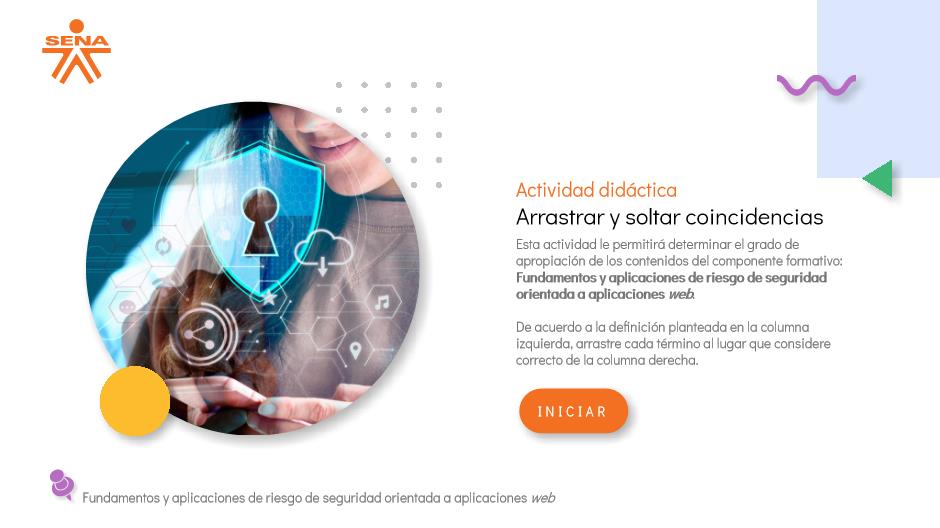 SENA
Actividad didáctica
Arrastrar y soltar coincidencias
Esta actividad le permitirá determinar el grado de
apropiación de los contenidos del componente formativo:
Fundamentos y aplicaciones de riesgo de seguridad
orientada a aplicaciones web.
De acuerdo a la definición planteada en la columna
izquierda, arrastre cada término al lugar que considere
correcto de la columna derecha.
INICIAR
Fundamentos y aplicaciones de riesgo de seguridad orientada a aplicaciones web